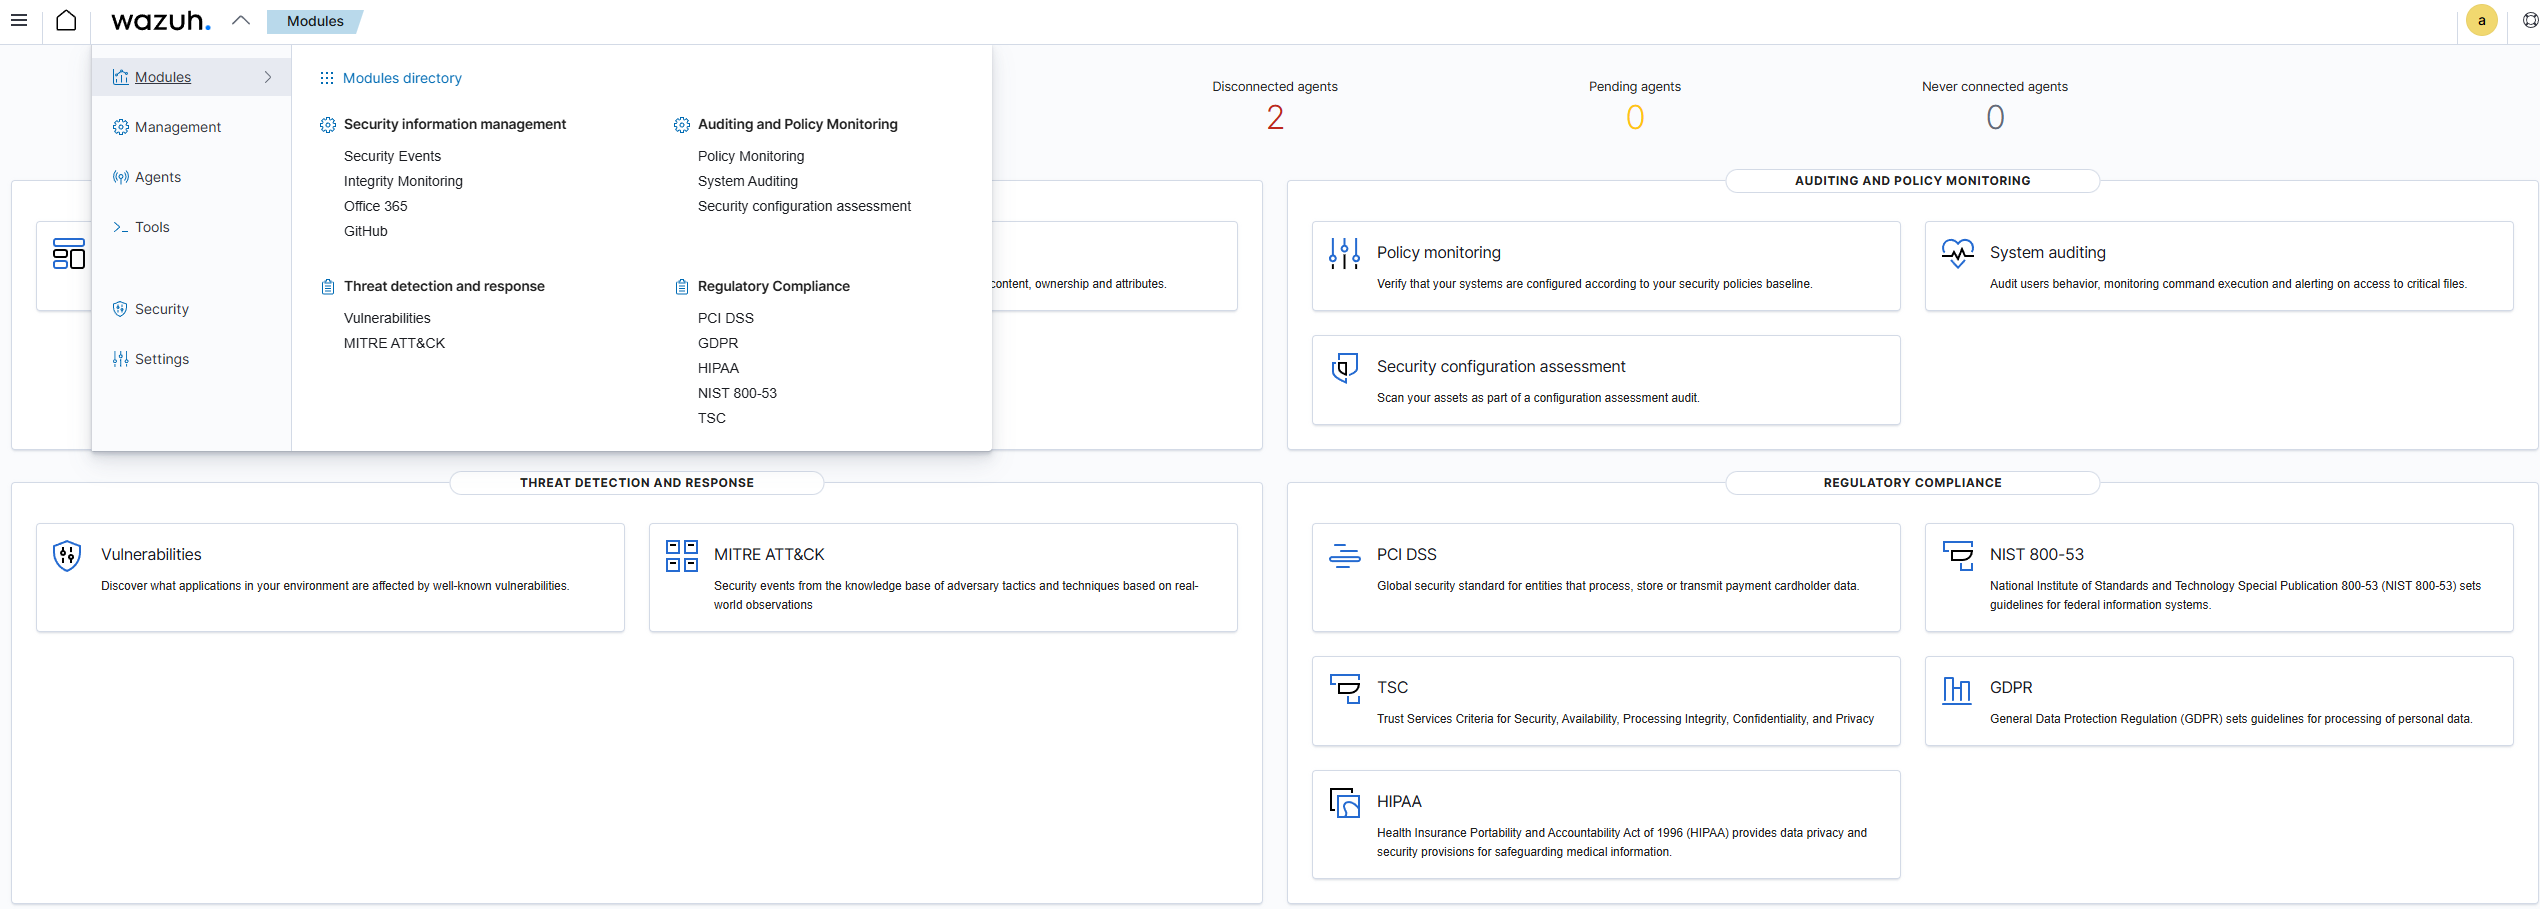 wazuh.
Modules
a
Modules
Management
Agents
Tools
Security
Settings
Modules directory
Security information management
Security Events
Integrity Monitoring
Office 365
GitHub
Auditing and Policy Monitoring
Policy Monitoring
System Auditing
Security configuration assessment
Threat detection and response
Vulnerabilities
MITRE ATT&CK
Regulatory Compliance
PCI DSS
GDPR
HIPAA
NIST 800-53
TSC
Disconnected agents
2
Pending agents
0
Never connected agents
0
content, ownership and attributes.
AUDITING AND POLICY MONITORING
Policy monitoring
Verify that your systems are configured according to your security policies baseline.
System auditing
Audit users behavior, monitoring command execution and alerting on access to critical files.
Security configuration assessment
Scan your assets as part of a configuration assessment audit.
THREAT DETECTION AND RESPONSE
Vulnerabilities
Discover what applications in your environment are affected by well-known vulnerabilities.
MITRE ATT&CK
Security events from the knowledge base of adversary tactics and techniques based on real-
world observations
REGULATORY COMPLIANCE
PCI DSS
Global security standard for entities that process, store or transmit payment cardholder data.
NIST 800-53
National Institute of Standards and Technology Special Publication 800-53 (NIST 800-53) sets
guidelines for federal information systems.
TSC
Trust Services Criteria for Security, Availability, Processing Integrity, Confidentiality, and Privacy
GDPR
General Data Protection Regulation (GDPR) sets guidelines for processing of personal data.
HIPAA
Health Insurance Portability and Accountability Act of 1996 (HIPAA) provides data privacy and
security provisions for safeguarding medical information.